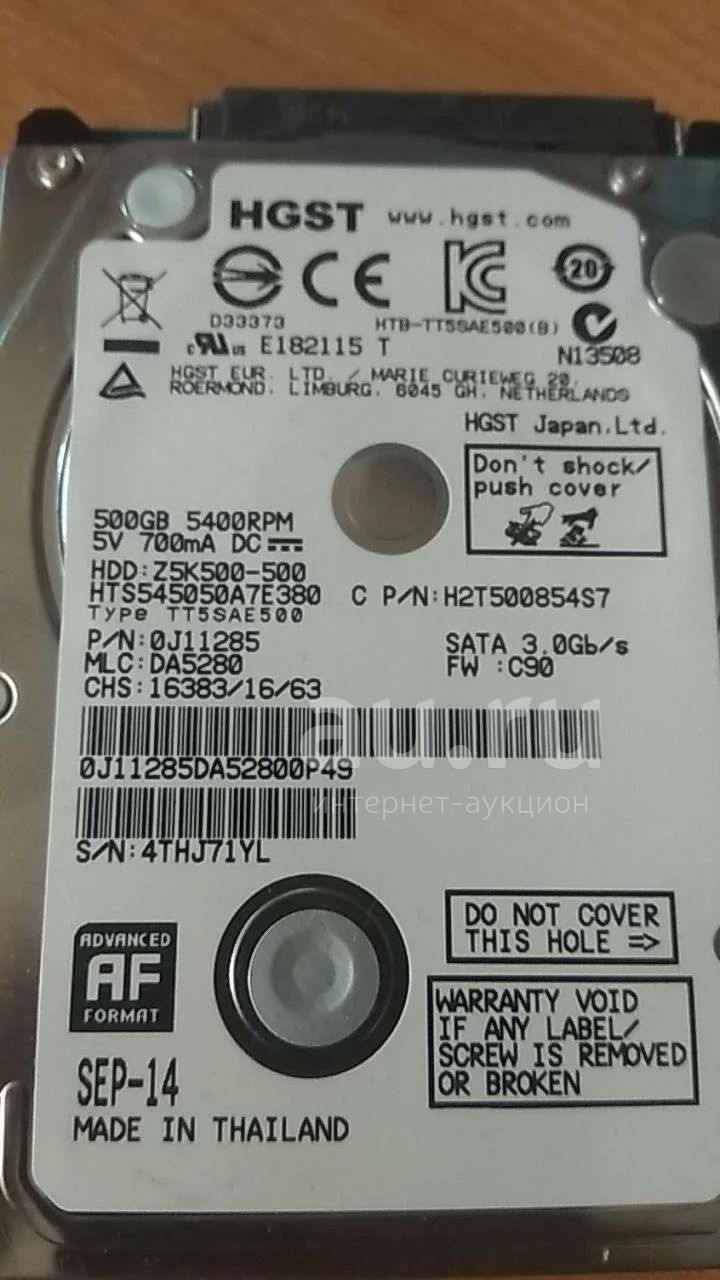 HGST www.hgst.com
20
D33373 HTB-TT5SAE500(B)
c RU us E182115 T N13508
HGST EUR. LTD. / MARIE CURIEWEG 20,
ROERMOND. LIMBURG. 6045 GH. NETHERLANDS
HGST Japan.Ltd.
Don't shock/
push cover
500GB 5400RPM
5V 700mA DC
HDD:Z5K500-500
HTS545050A7E380 C P/N:H2T500854S7
Type TT5SAE500
P/N:0J11285 SATA 3.0Gb/s
MLC:DA5280 FW :C90
CHS:16383/16/63
au.ru
0J11285DA52800P49
интернет-аукцион
S/N:4THJ71YL
DO NOT COVER
THIS HOLE =>
ADVANCED
AF
FORMAT
WARRANTY VOID
IF ANY LABEL/
SCREW IS REMOVED
OR BROKEN
SEP-14
MADE IN THAILAND